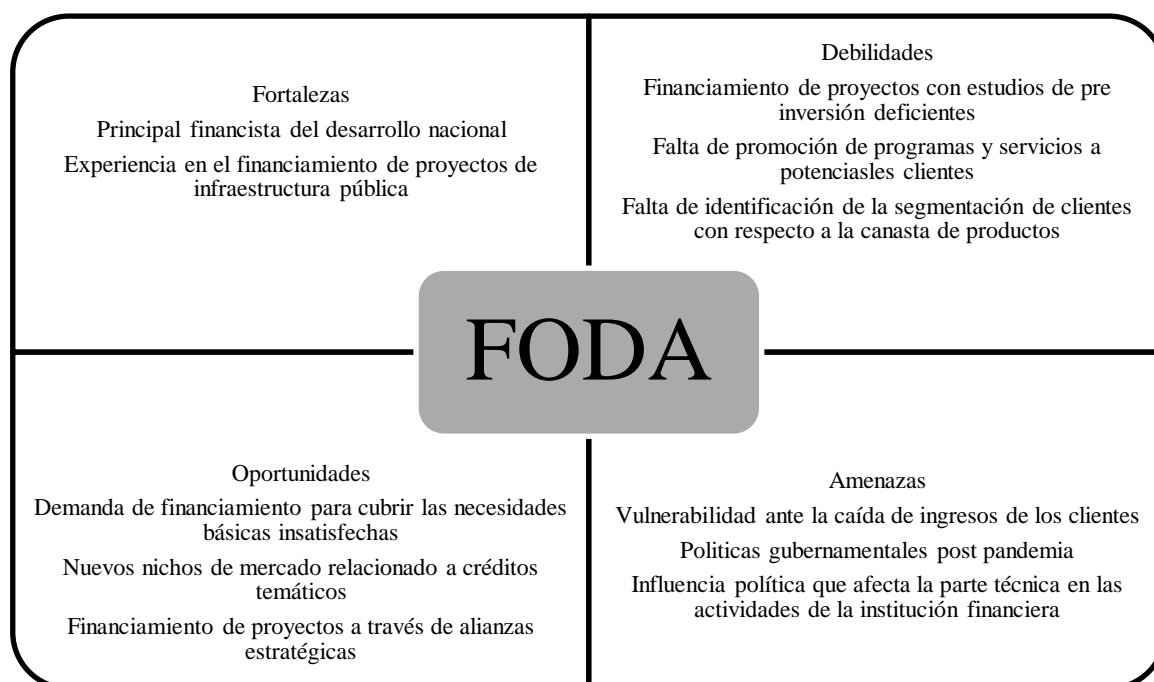 Fortalezas
Principal financista del desarrollo nacional
Experiencia en el financiamiento de proyectos de
infraestructura pública
Debilidades
Financiamiento de proyectos con estudios de pre
inversión deficientes
Falta de promoción de programas y servicios a
potenciasles clientes
Falta de identificación de la segmentación de clientes
con respecto a la canasta de productos
FODA
Oportunidades
Demanda de financiamiento para cubrir las necesidades
básicas insatisfechas
Nuevos nichos de mercado relacionado a créditos
temáticos
Financiamiento de proyectos a través de alianzas
estratégicas
Amenazas
Vulnerabilidad ante la caída de ingresos de los clientes
Politicas gubernamentales post pandemia
Influencia política que afecta la parte técnica en las
actividades de la institución financiera